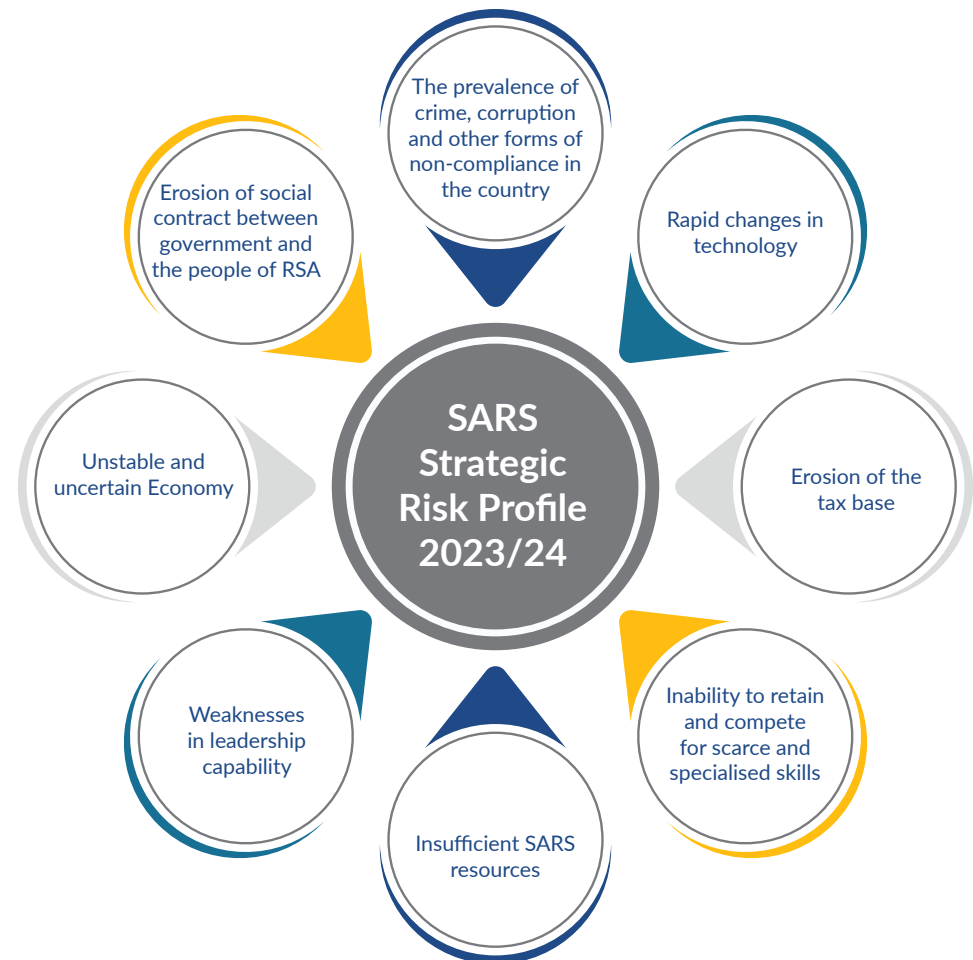 The prevalence of
crime, corruption
and other forms of
non-compliance in
the country
Rapid changes in
technology
Erosion of the
tax base
Inability to retain
and compete
for scarce and
specialised skills
Insufficient SARS
resources
Weaknesses
in leadership
capability
Unstable and
uncertain Economy
Erosion of social
contract between
government and
the people of RSA
SARS
Strategic
Risk Profile
2023/24